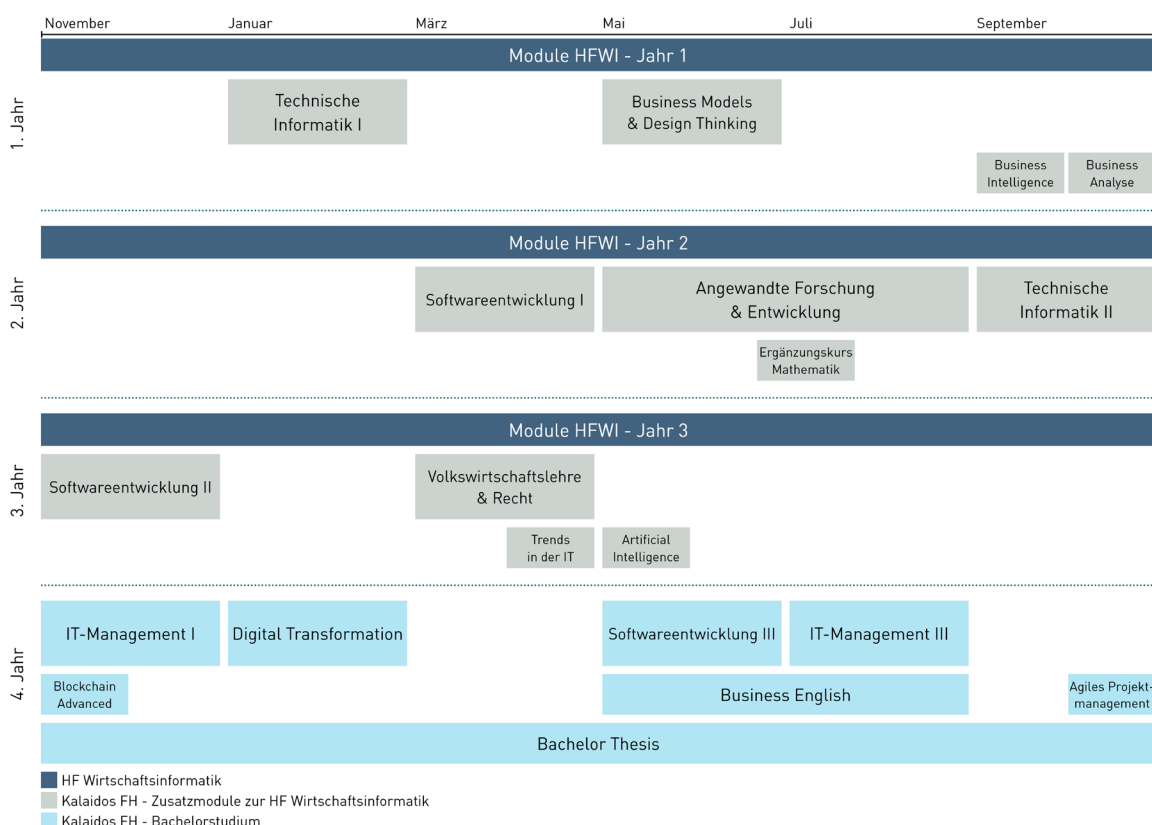 November Januar März Mai Juli September
Module HFWI - Jahr 1
1. Jahr
Technische
Informatik I
Business Models
& Design Thinking
Business
Intelligence
Business
Analyse
Module HFWI - Jahr 2
2. Jahr
Softwareentwicklung I
Angewandte Forschung
& Entwicklung
Technische
Informatik II
Ergänzungskurs
Mathematik
Module HFWI - Jahr 3
3. Jahr
Softwareentwicklung II
Volkswirtschaftslehre
& Recht
Trends
in der IT
Artificial
Intelligence
4. Jahr
IT-Management I
Digital Transformation
Softwareentwicklung III
IT-Management III
Blockchain
Advanced
Business English
Agiles Projekt-
management
Bachelor Thesis
HF Wirtschaftsinformatik
Kalaidos FH - Zusatzmodule zur HF Wirtschaftsinformatik
Kalaidos FH - Bachelorstudium